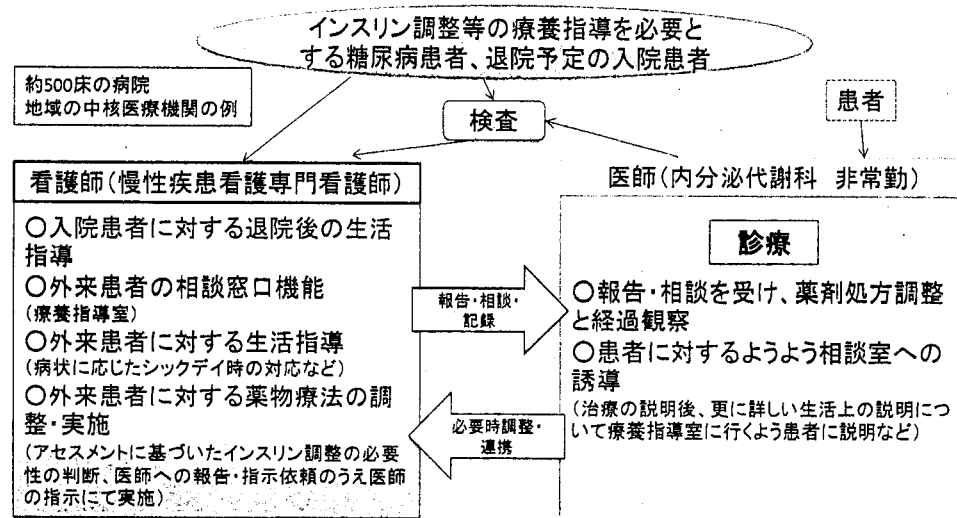 インスリン調整等の療養指導を必要と
する糖尿病患者、退院予定の入院患者
約500床の病院
地域の中核医療機関の例
検査
患者
看護師(慢性疾患看護専門看護師)
○入院患者に対する退院後の生活
指導
○外来患者の相談窓口機能
(療養指導室)
○外来患者に対する生活指導
(病状に応じたシックデイ時の対応など)
○外来患者に対する薬物療法の調
整・実施
(アセスメントに基づいたインスリン調整の必要
性の判断、医師への報告・指示依頼のうえ医師
の指示にて実施)
報告・相談・
記録
必要時調整・
連携
医師(内分泌代謝科 非常勤)
診療
○報告・相談を受け、薬剤処方調整
と経過観察
○患者に対するようよう相談室への
誘導
(治療の説明後、更に詳しい生活上の説明につ
いて療養指導室に行くよう患者に説明など)